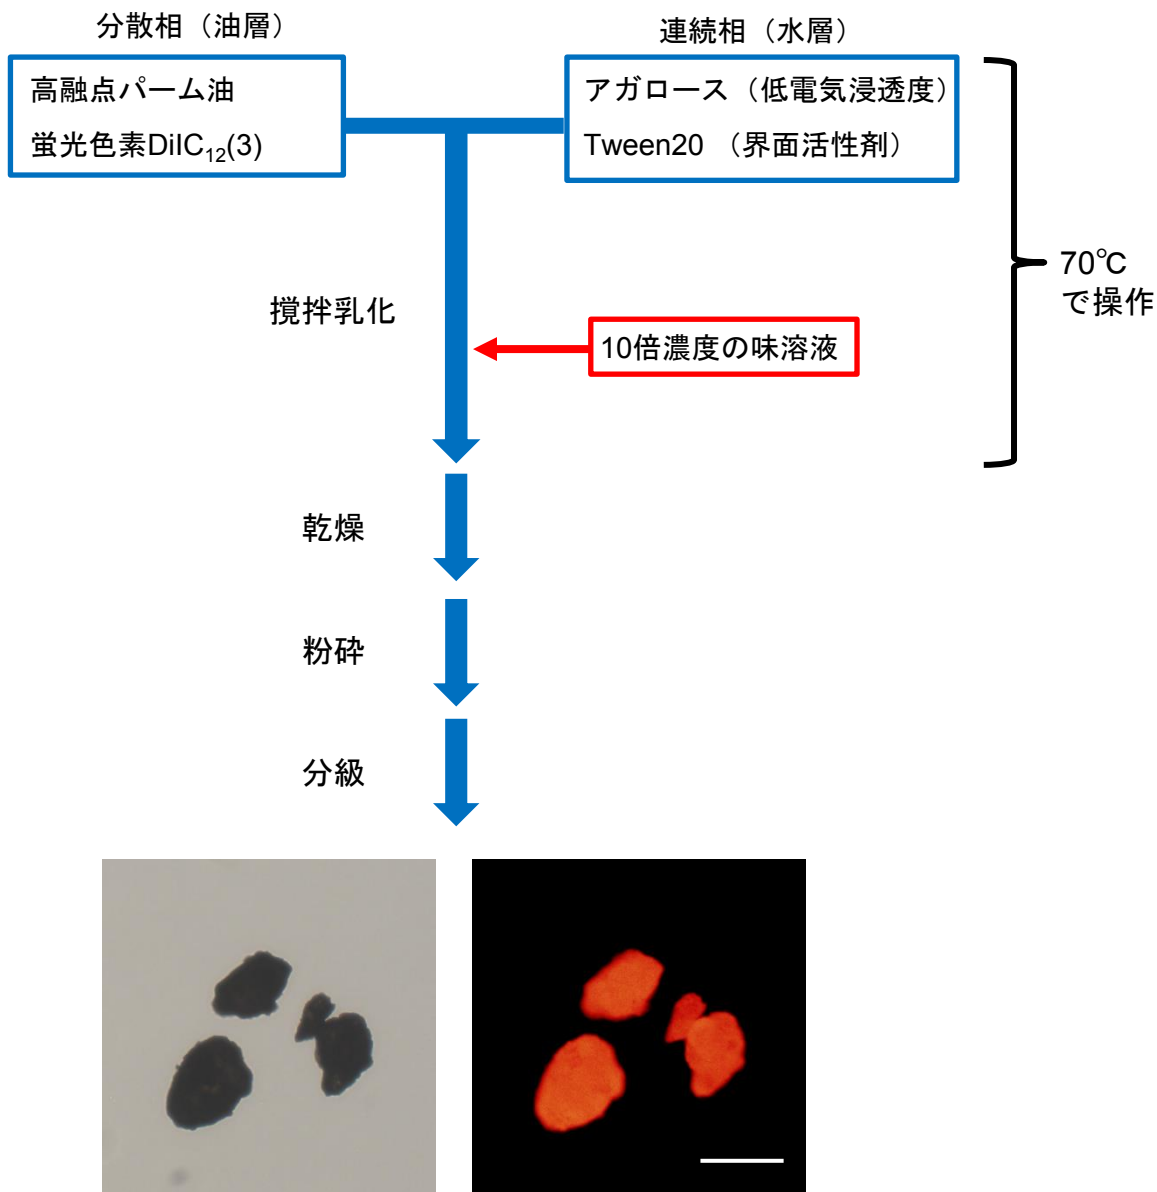 分散相（油層）
連続相（水層）
高融点パーム油
蛍光色素DiIC12(3)
アガロース（低電気浸透度）
Tween20 （界面活性剤）
70℃
で操作
撹拌乳化
10倍濃度の味溶液
乾燥
粉砕
分級